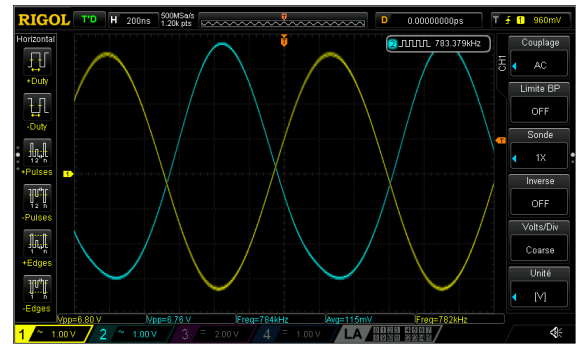 RIGOL T'D H 200ns 500MSa/s 1.20k pts D 0.00000000ps T 1 960mV
Horizontal
2 783.379kHz
Couplage
AC
CH1
+Duty
Limite BP
OFF
-Duty
Sonde
1X
+Pulses
1
T
Inverse
OFF
-Pulses
Volts/Div
Coarse
+Edges
Unité
[V]
-Edges
Vpp=6.80 V Vpp=6.76 V Freq=784kHz Avg=115mV Freq=782kHz
1 ~ 1.00 V 2 ~ 1.00 V 3 = 2.00 V 4 = 1.00 V LA